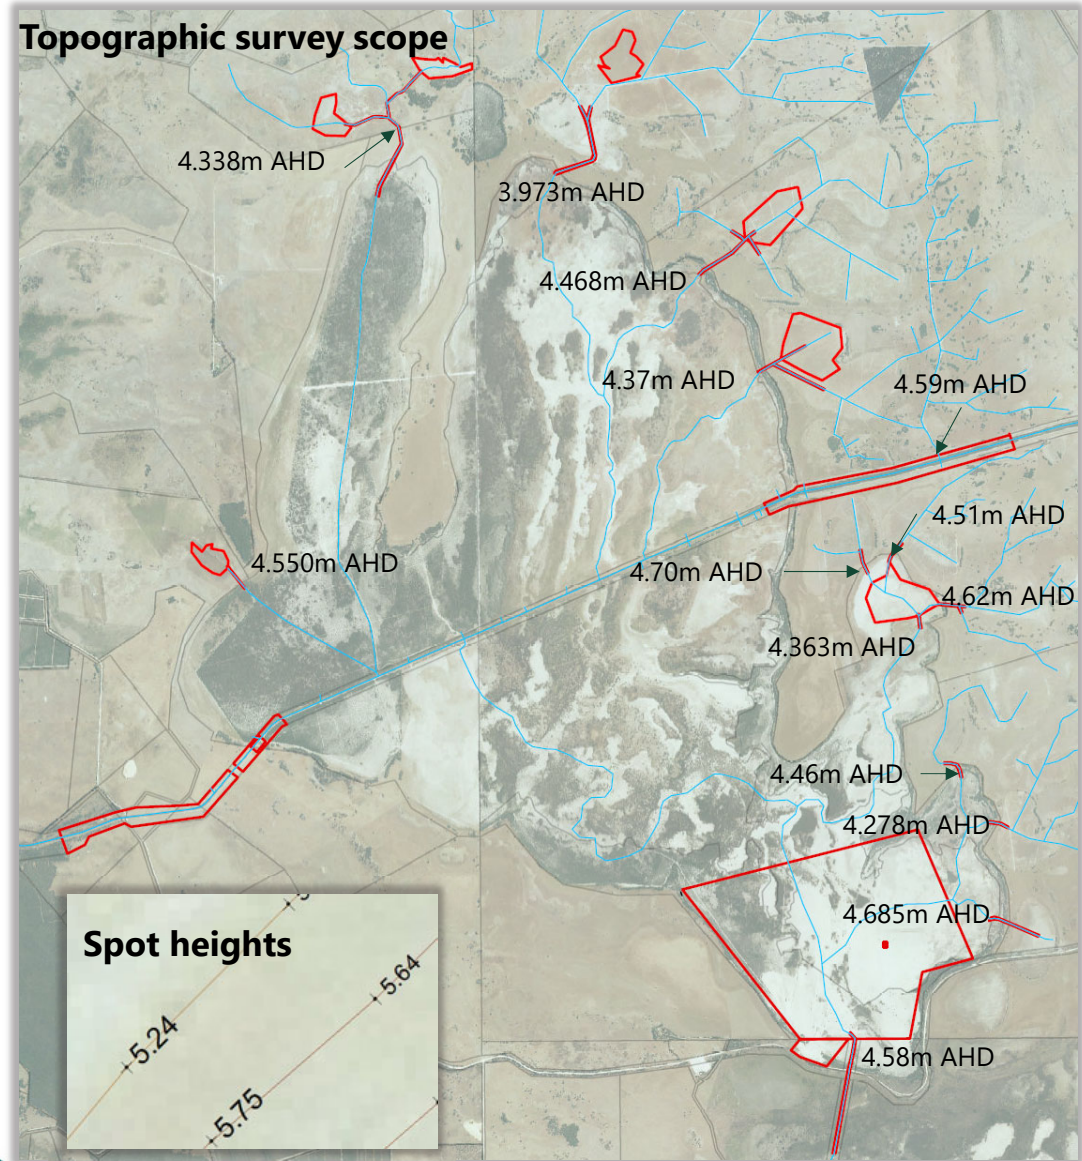 Topographic survey scope
4.338m AHD
3.973m AHD
4.468m AHD
4.37m AHD
4.59m AHD
4.51m AHD
4.550m AHD
4.70m AHD
4.62m AHD
4.363m AHD
4.46m AHD
4.278m AHD
4.685m AHD
4.58m AHD
Spot heights
5.64
5.24
5.75